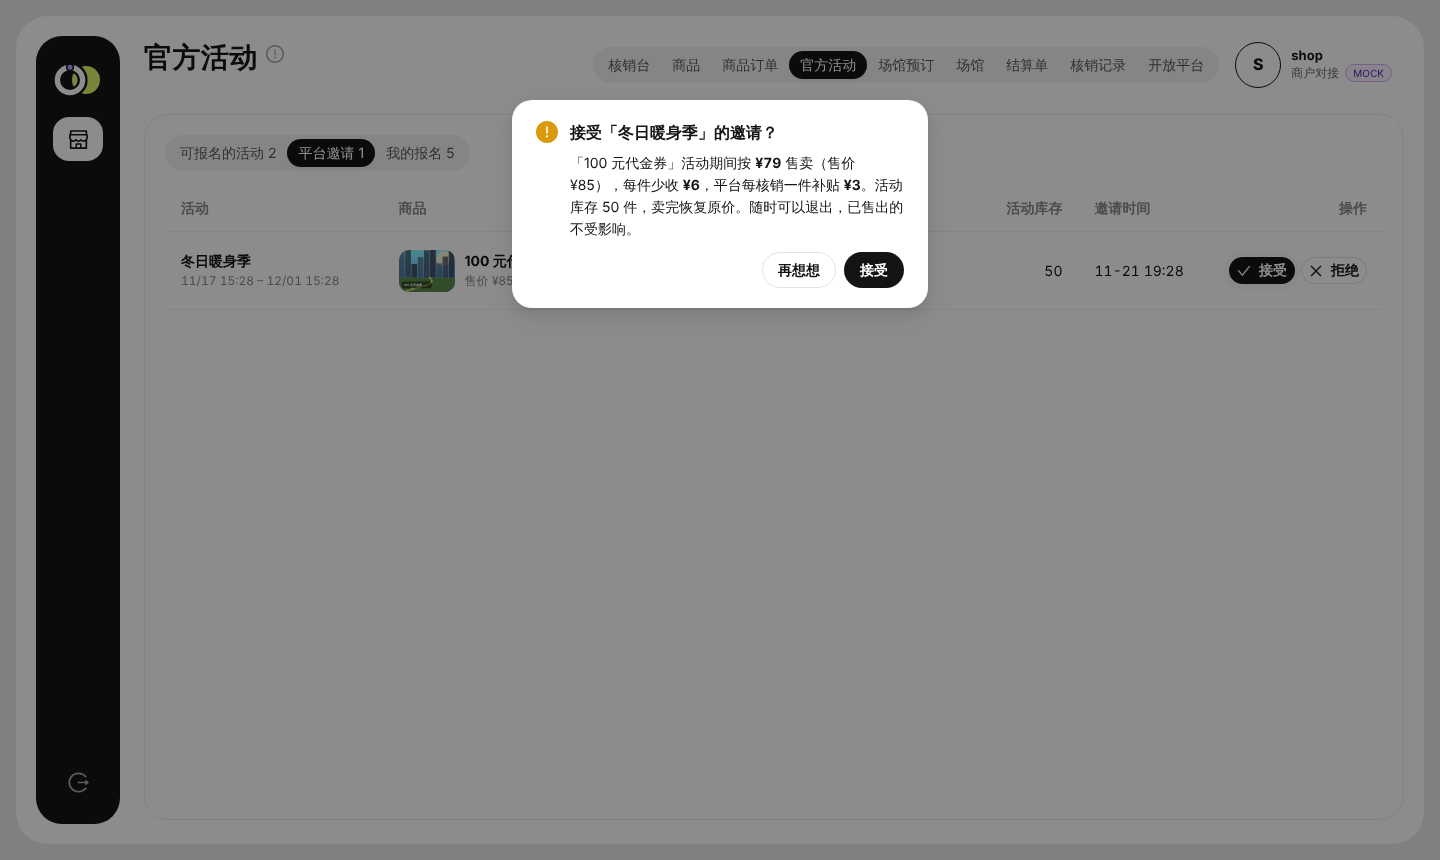 官方活动
核销台 商品 商品订单 官方活动 场馆预订 场馆 结算单 核销记录 开放平台
S
shop
商户对接 MOCK
接受「冬日暖身季」的邀请？
「100 元代金券」活动期间按 ¥79 售卖（售价
¥85），每件少收 ¥6，平台每核销一件补贴 ¥3。活动
库存 50 件，卖完恢复原价。随时可以退出，已售出的
不受影响。
再想想 接受
可报名的活动 2 平台邀请 1 我的报名 5
活动 商品 活动库存 邀请时间 操作
冬日暖身季
11/17 15:28 – 12/01 15:28
100 元
售价 ¥85
50 11-21 19:28 接受 拒绝